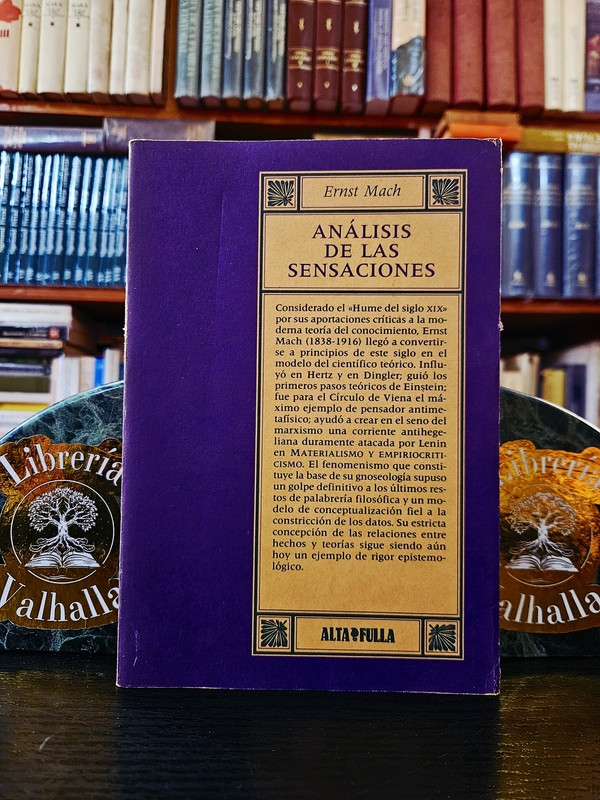 Ernst Mach
ANÁLISIS
DE LAS
SENSACIONES
Considerado el «Hume del siglo XIX»
por sus aportaciones críticas a la mo-
derna teoría del conocimiento, Ernst
Mach (1838-1916) llegó a convertir-
se a principios de este siglo en el
modelo del científico teórico. Influ-
yó en Hertz y en Dingler; guió los
primeros pasos teóricos de Einstein;
fue para el Círculo de Viena el má-
ximo ejemplo de pensador antime-
tafísico; ayudó a crear en el seno del
marxismo una corriente antihege-
liana duramente atacada por Lenin
en MATERIALISMO Y EMPIRIOCRITI-
CISMO. El fenomenismo que consti-
tuye la base de su gnoseología supuso
un golpe definitivo a los últimos res-
tos de palabrería filosófica y un mo-
delo de conceptualización fiel a la
constricción de los datos. Su estricta
concepción de las relaciones entre
hechos y teorías sigue siendo aún
hoy un ejemplo de rigor epistemo-
lógico.
ALTA FULLA
Librería
Valhalla
Librería
Valhalla